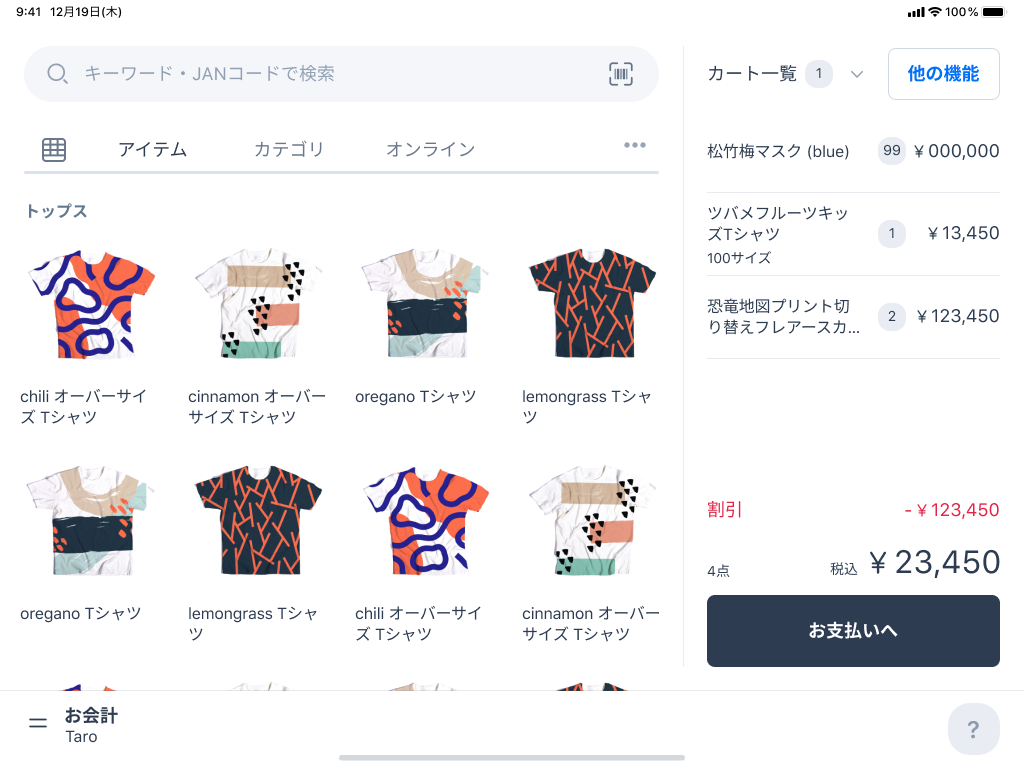 9:41 12月19日(木)
100%
キーワード・JANコードで検索
アイテム
カテゴリ
オンライン
トップス
chili オーバーサイ
ズ Tシャツ
cinnamon オーバー
サイズ Tシャツ
oregano Tシャツ
lemongrass Tシャ
ツ
oregano Tシャツ
lemongrass Tシャ
ツ
chili オーバーサイ
ズ Tシャツ
cinnamon オーバー
サイズ Tシャツ
カート一覧 1
他の機能
松竹梅マスク (blue) 99 ¥000,000
ツバメフルーツキッ
ズTシャツ
100サイズ
1 ¥13,450
恐竜地図プリント切
り替えフレアースカ...
2 ¥123,450
割引 -¥123,450
4点 税込 ¥23,450
お支払いへ
お会計
Taro
?